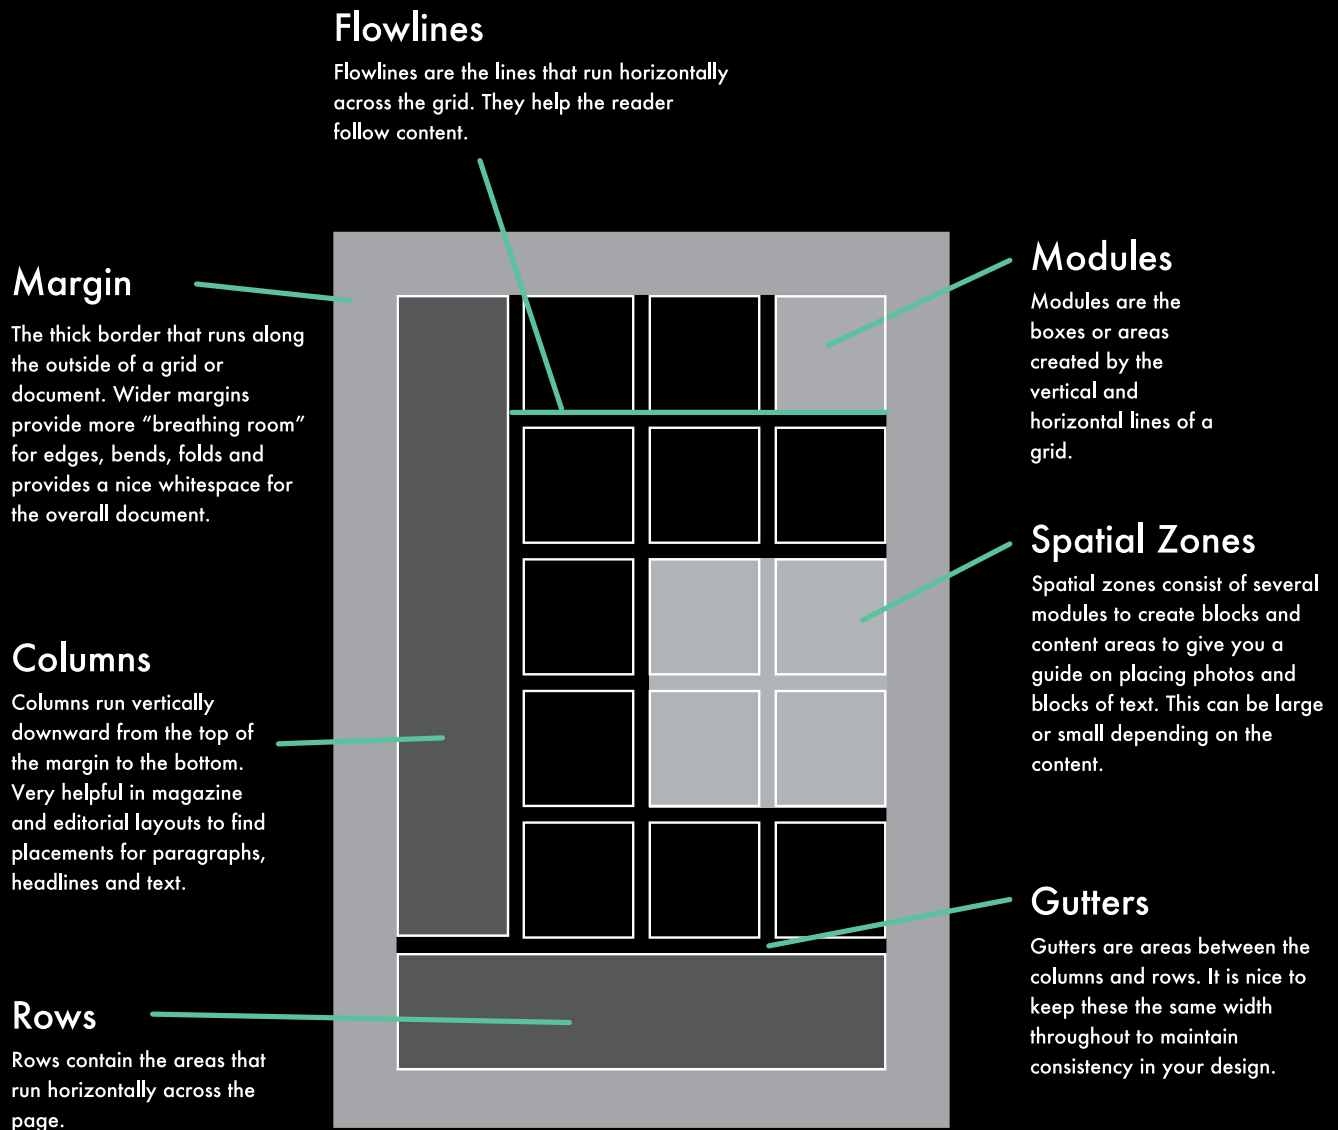 Flowlines
Flowlines are the lines that run horizontally
across the grid. They help the reader
follow content.
Margin
The thick border that runs along
the outside of a grid or
document. Wider margins
provide more “breathing room”
for edges, bends, folds and
provides a nice whitespace for
the overall document.
Columns
Columns run vertically
downward from the top of
the margin to the bottom.
Very helpful in magazine
and editorial layouts to find
placements for paragraphs,
headlines and text.
Rows
Rows contain the areas that
run horizontally across the
page.
Modules
Modules are the
boxes or areas
created by the
vertical and
horizontal lines of a
grid.
Spatial Zones
Spatial zones consist of several
modules to create blocks and
content areas to give you a
guide on placing photos and
blocks of text. This can be large
or small depending on the
content.
Gutters
Gutters are areas between the
columns and rows. It is nice to
keep these the same width
throughout to maintain
consistency in your design.